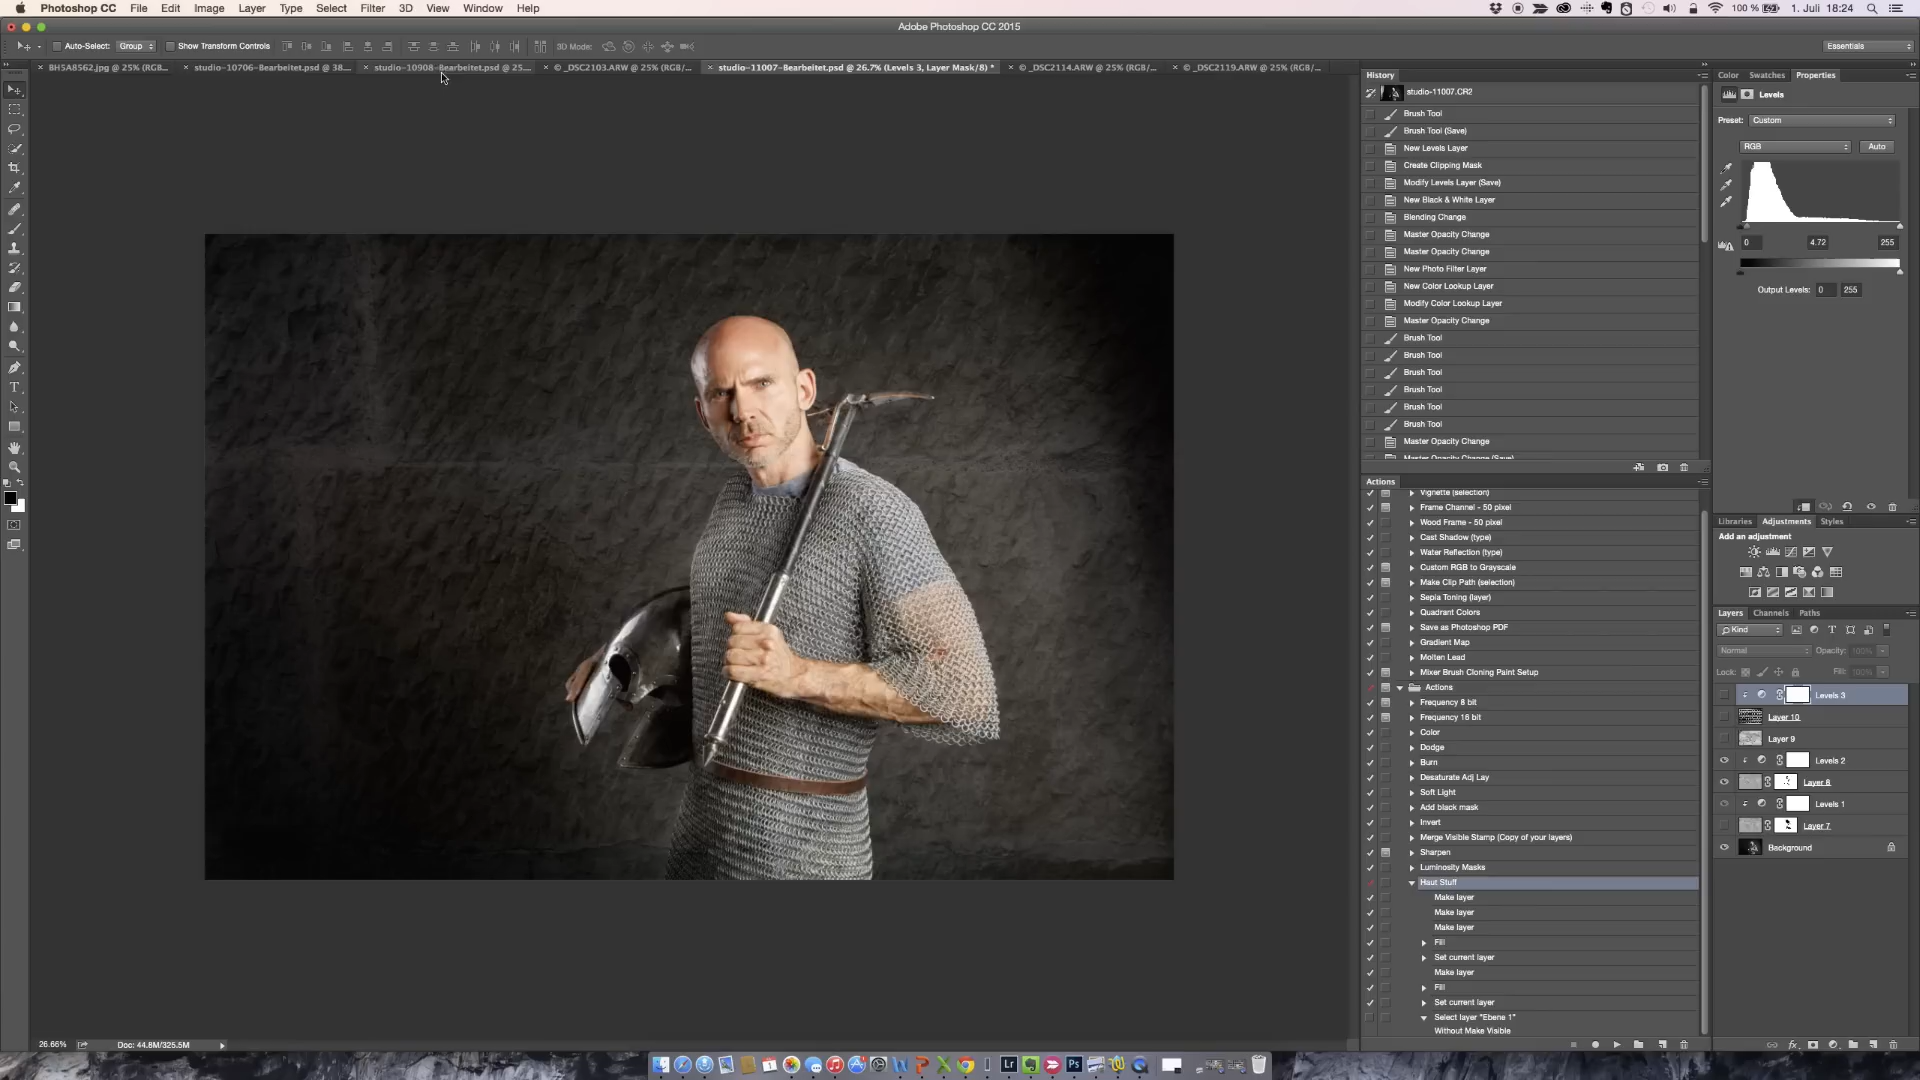 Photoshop CC File Edit Image Layer Type Select Filter 3D View Window Help
100 % 1. Juli 18:24
Adobe Photoshop CC 2015
Auto-Select: Group Show Transform Controls 3D Mode: Essentials
BH5A8562.jpg @ 25% (RGB... studio-10706-Bearbeitet.psd @ 38.... studio-10908-Bearbeitet.psd @ 25.... _DSC2103.ARW @ 25% (RGB/... studio-11007-Bearbeitet.psd @ 26.7% (Levels 3, Layer Mask/8) * _DSC2114.ARW @ 25% (RGB/... _DSC2119.ARW @ 25% (RGB/...
History
studio-11007.CR2
Brush Tool
Brush Tool (Save)
New Levels Layer
Create Clipping Mask
Modify Levels Layer (Save)
New Black & White Layer
Blending Change
Master Opacity Change
Master Opacity Change
New Photo Filter Layer
New Color Lookup Layer
Modify Color Lookup Layer
Master Opacity Change
Brush Tool
Brush Tool
Brush Tool
Brush Tool
Brush Tool
Brush Tool
Master Opacity Change
Master Opacity Change (Save)
Actions
Vignette (selection)
Frame Channel - 50 pixel
Wood Frame - 50 pixel
Cast Shadow (type)
Water Reflection (type)
Custom RGB to Grayscale
Make Clip Path (selection)
Sepia Toning (layer)
Quadrant Colors
Save as Photoshop PDF
Gradient Map
Molten Lead
Mixer Brush Cloning Paint Setup
Actions
Frequency 8 bit
Frequency 16 bit
Color
Dodge
Burn
Desaturate Adj Lay
Soft Light
Add black mask
Invert
Merge Visible Stamp (Copy of your layers)
Sharpen
Luminosity Masks
Haut Stuff
Make layer
Make layer
Make layer
Fill
Set current layer
Make layer
Fill
Set current layer
Select layer "Ebene 1"
Without Make Visible
Color Swatches Properties
Levels
Preset: Custom
RGB Auto
0 4.72 255
Output Levels: 0 255
Libraries Adjustments Styles
Add an adjustment
Layers Channels Paths
Kind
Normal Opacity: 100%
Lock: Fill: 100%
Levels 3
Layer 10
Layer 9
Levels 2
Layer 6
Levels 1
Layer 7
Background
26.66% Doc: 44.8M/325.5M
Lr Ps